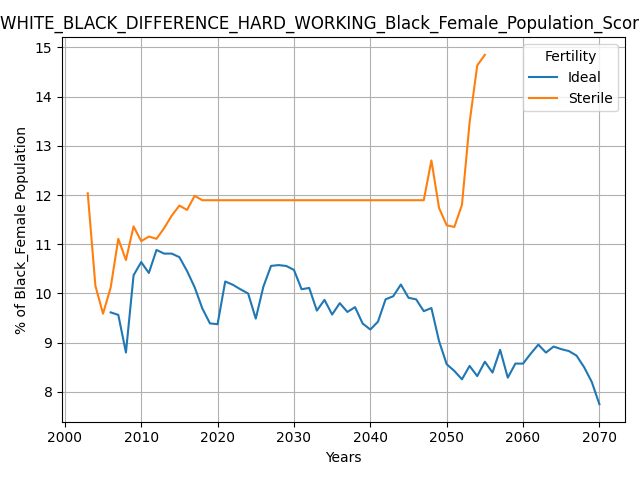 WHITE_BLACK_DIFFERENCE_HARD_WORKING_Black_Female_Population_Scor
15
14
13
12
11
10
9
8
% of Black_Female Population
Fertility
Ideal
Sterile
2000 2010 2020 2030 2040 2050 2060 2070
Years